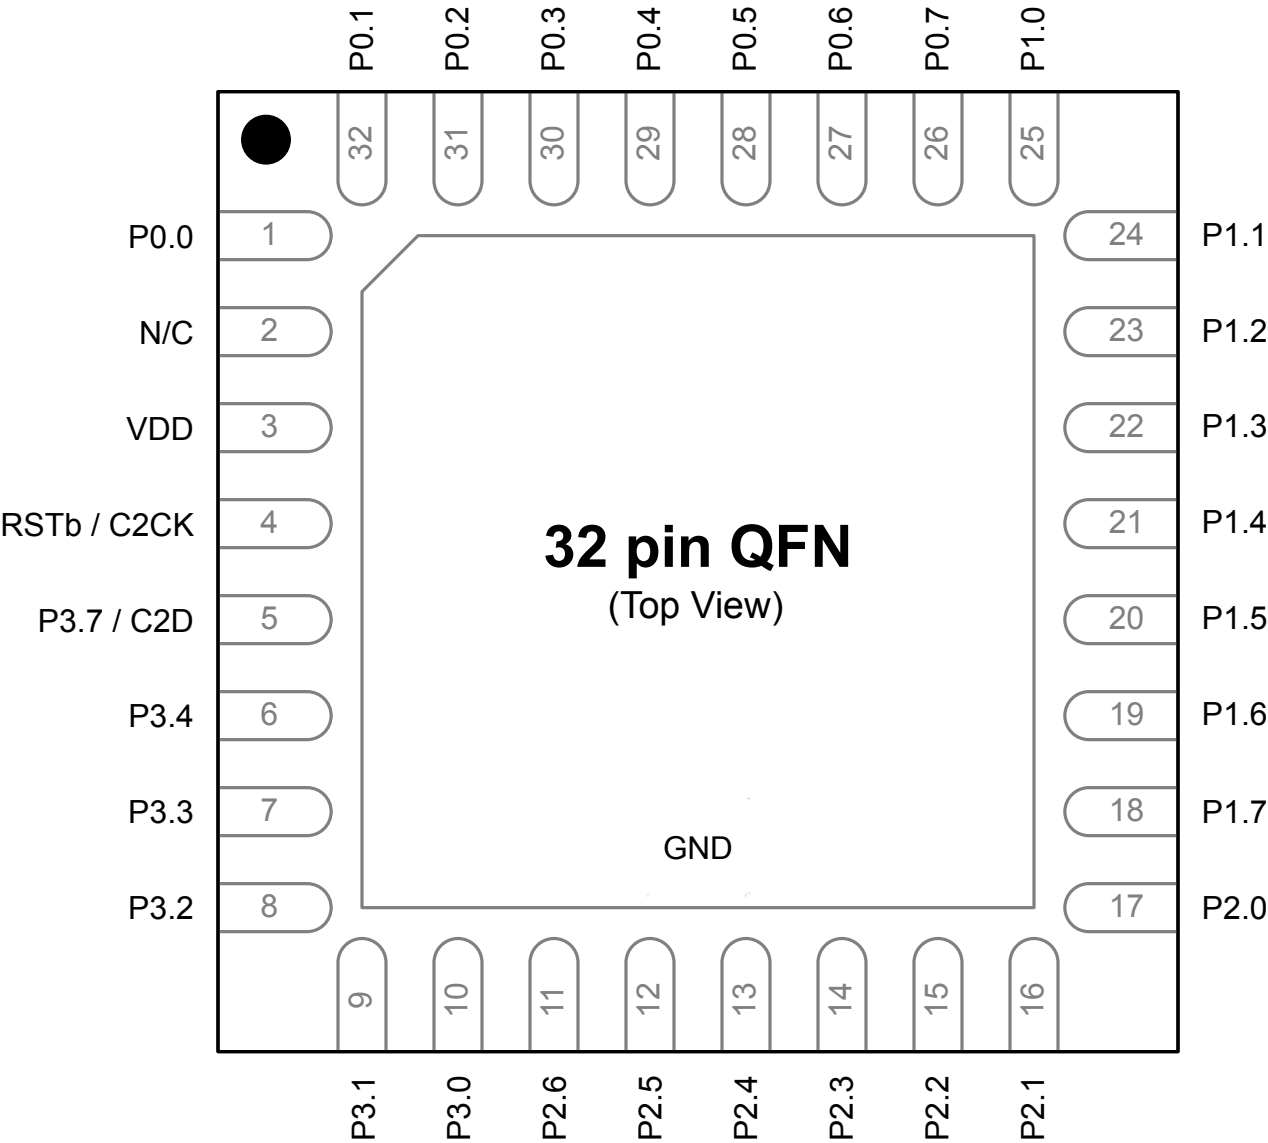 P0.1 P0.2 P0.3 P0.4 P0.5 P0.6 P0.7 P1.0
32 31 30 29 28 27 26 25
P0.0 1 24 P1.1
N/C 2 23 P1.2
VDD 3 22 P1.3
RSTb / C2CK 4 21 P1.4
32 pin QFN
(Top View)
P3.7 / C2D 5 20 P1.5
P3.4 6 19 P1.6
P3.3 7 18 P1.7
GND
P3.2 8 17 P2.0
9 10 11 12 13 14 15 16
P3.1 P3.0 P2.6 P2.5 P2.4 P2.3 P2.2 P2.1